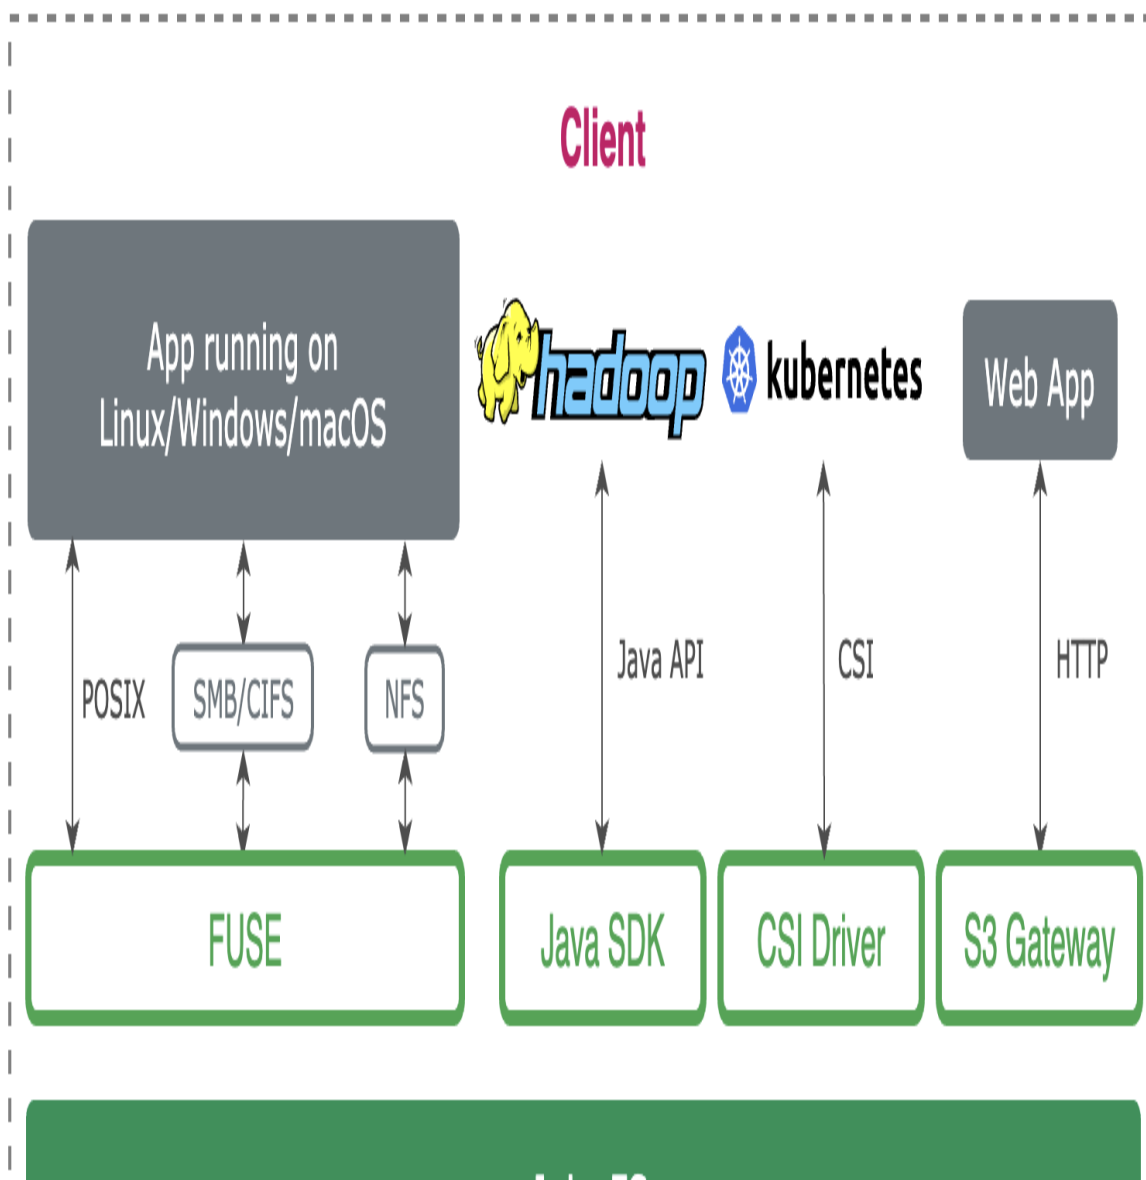 Client
App running on
Linux/Windows/macOS
hadoop
kubernetes
Web App
POSIX
SMB/CIFS
NFS
Java API
CSI
HTTP
FUSE
Java SDK
CSI Driver
S3 Gateway